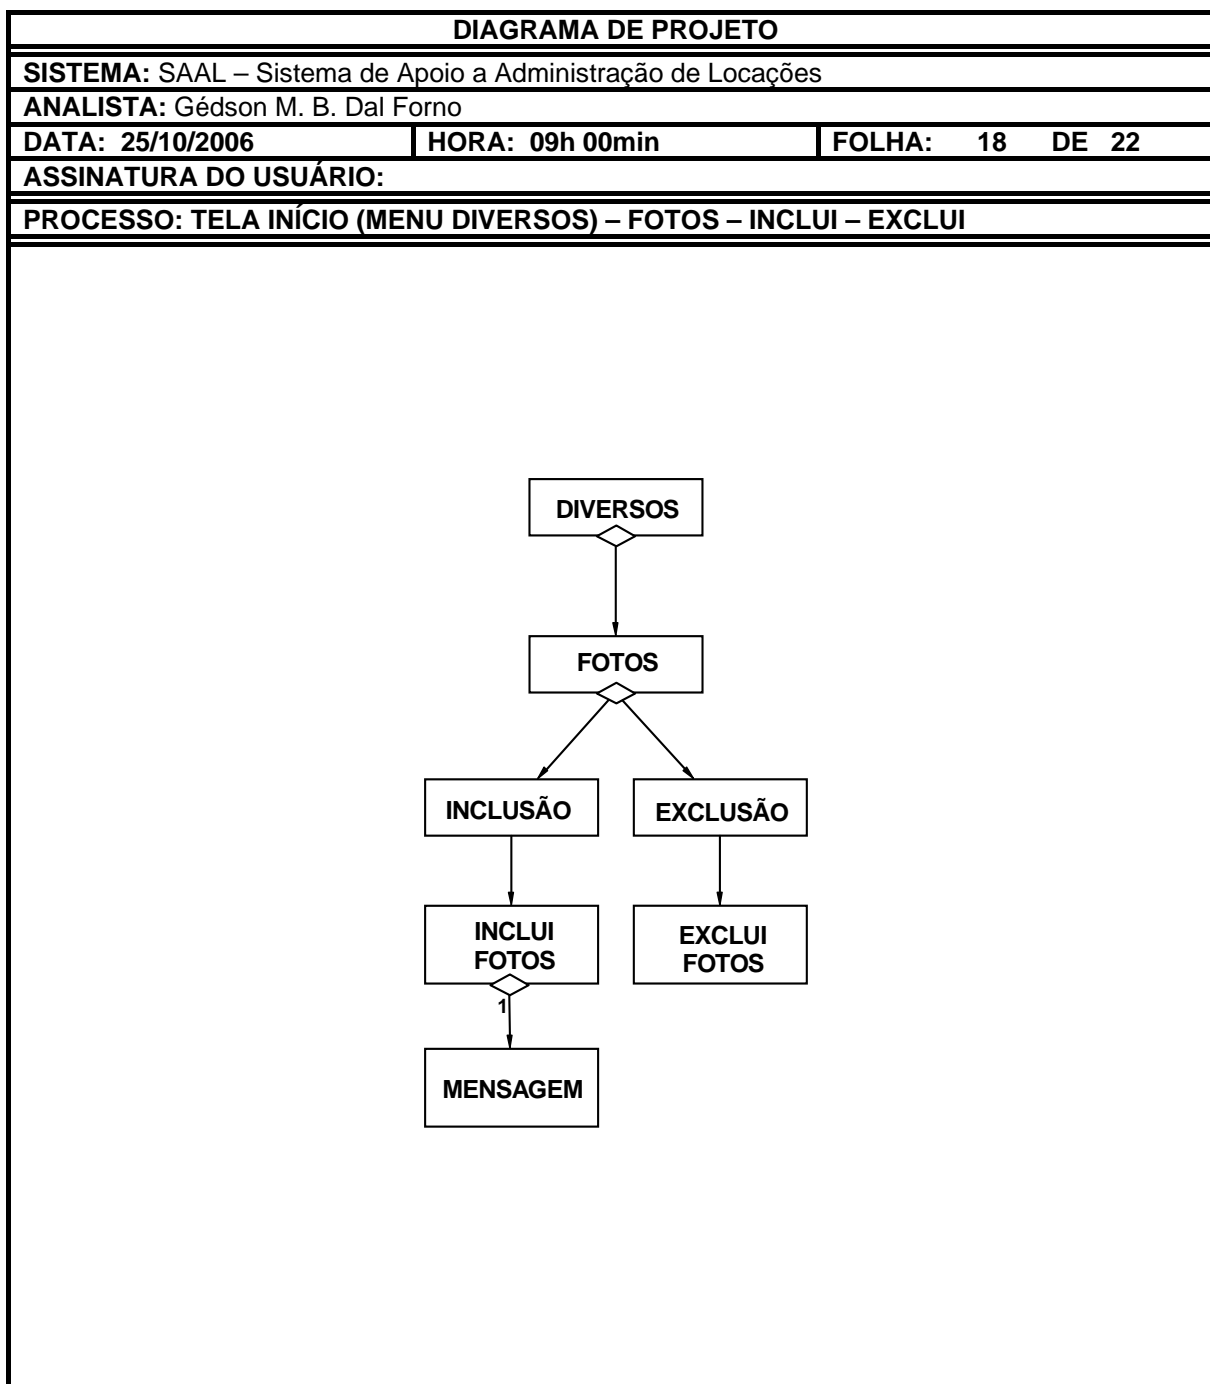 DIAGRAMA DE PROJETO
SISTEMA: SAAL – Sistema de Apoio a Administração de Locações
ANALISTA: Gédson M. B. Dal Forno
DATA: 25/10/2006 HORA: 09h 00min FOLHA: 18 DE 22
ASSINATURA DO USUÁRIO:
PROCESSO: TELA INÍCIO (MENU DIVERSOS) – FOTOS – INCLUI – EXCLUI
DIVERSOS
FOTOS
INCLUSÃO
EXCLUSÃO
INCLUI
FOTOS
EXCLUI
FOTOS
1
MENSAGEM